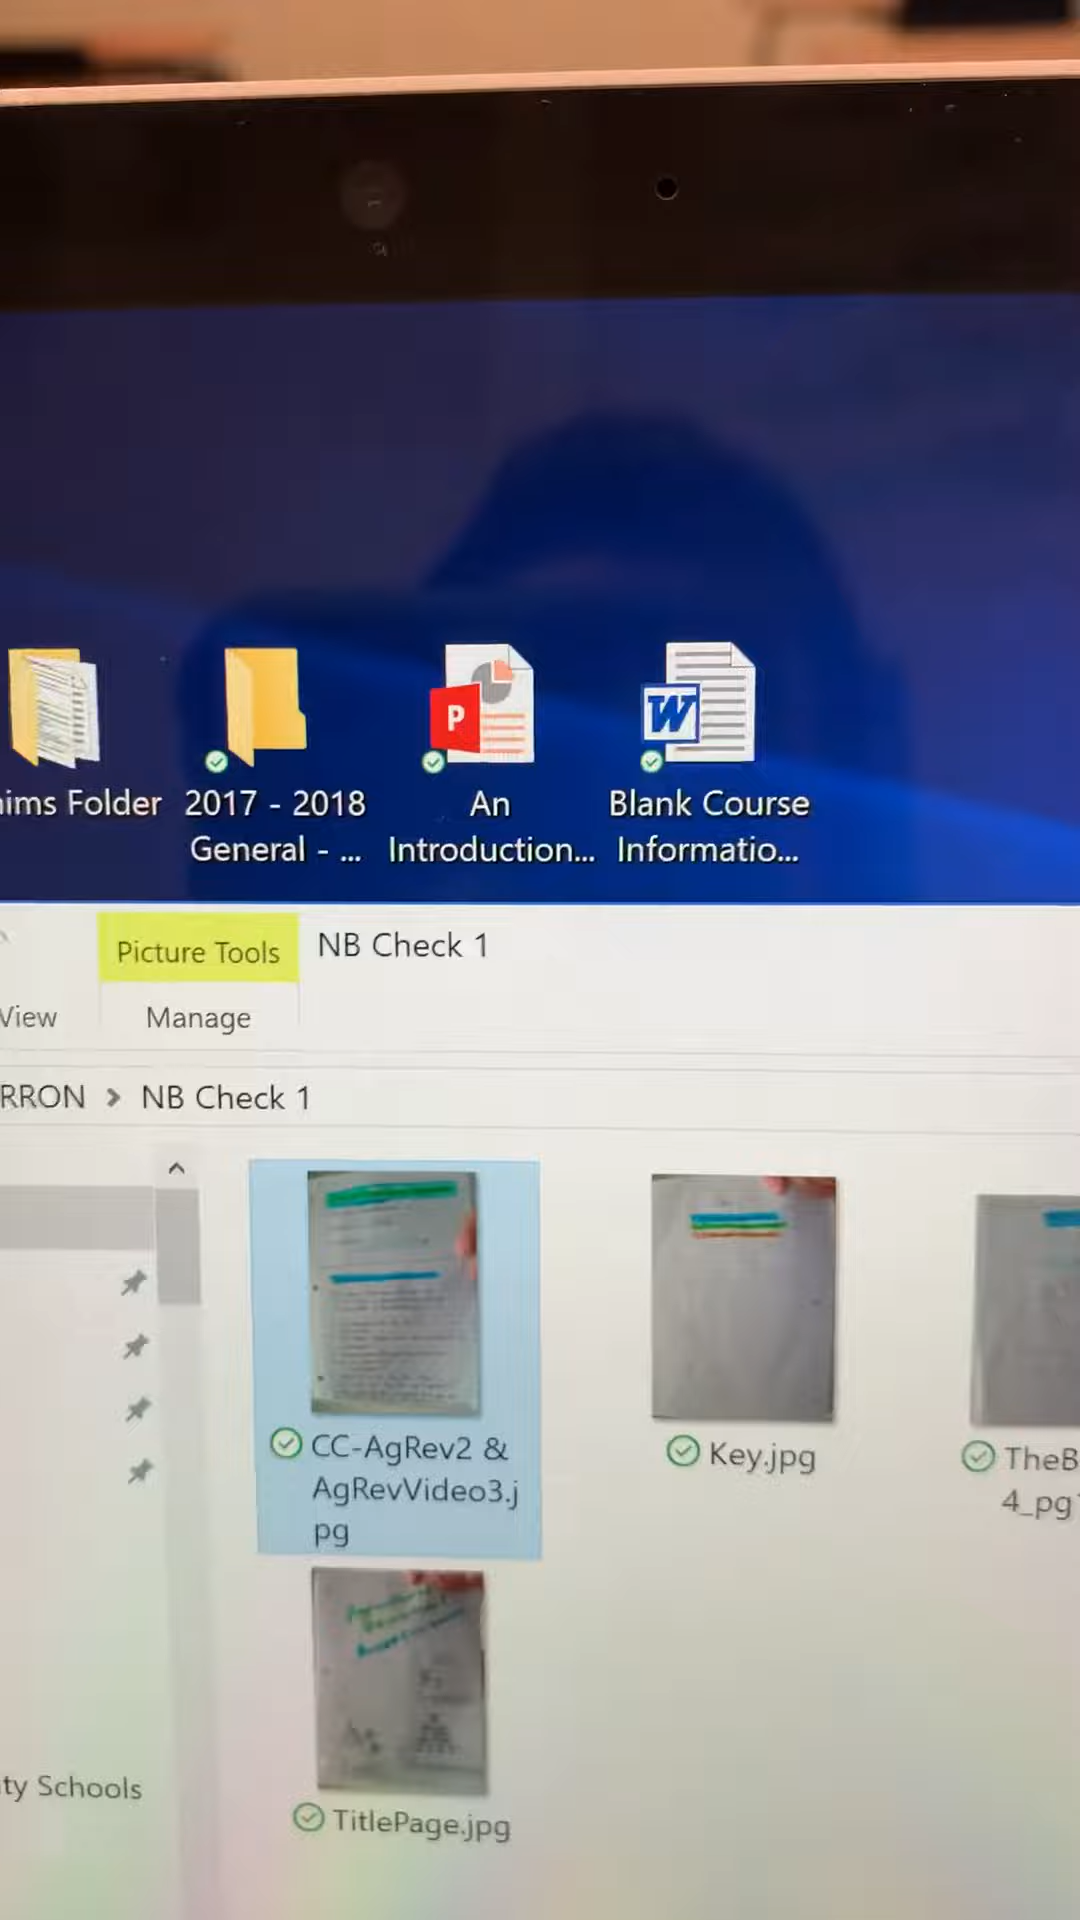 ims Folder
2017 - 2018
General - ...
An
Introduction...
Blank Course
Informatio...
Picture Tools
NB Check 1
View
Manage
RRON > NB Check 1
CC-AgRev2 &
AgRevVideo3.j
pg
Key.jpg
TheB
4_pg
TitlePage.jpg
ty Schools